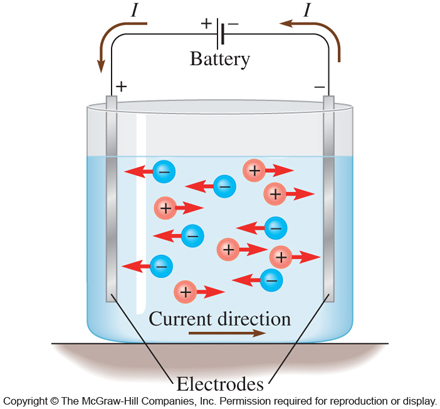 I
I
+ −
Battery
+ −
− + − + + − − + + − − +
Current direction
Electrodes
Copyright © The McGraw-Hill Companies, Inc. Permission required for reproduction or display.